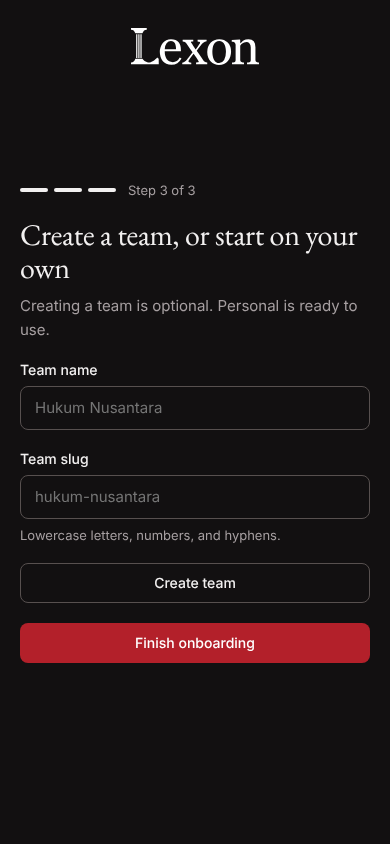 Lexon
Step 3 of 3
Create a team, or start on your
own
Creating a team is optional. Personal is ready to
use.
Team name
Hukum Nusantara
Team slug
hukum-nusantara
Lowercase letters, numbers, and hyphens.
Create team
Finish onboarding